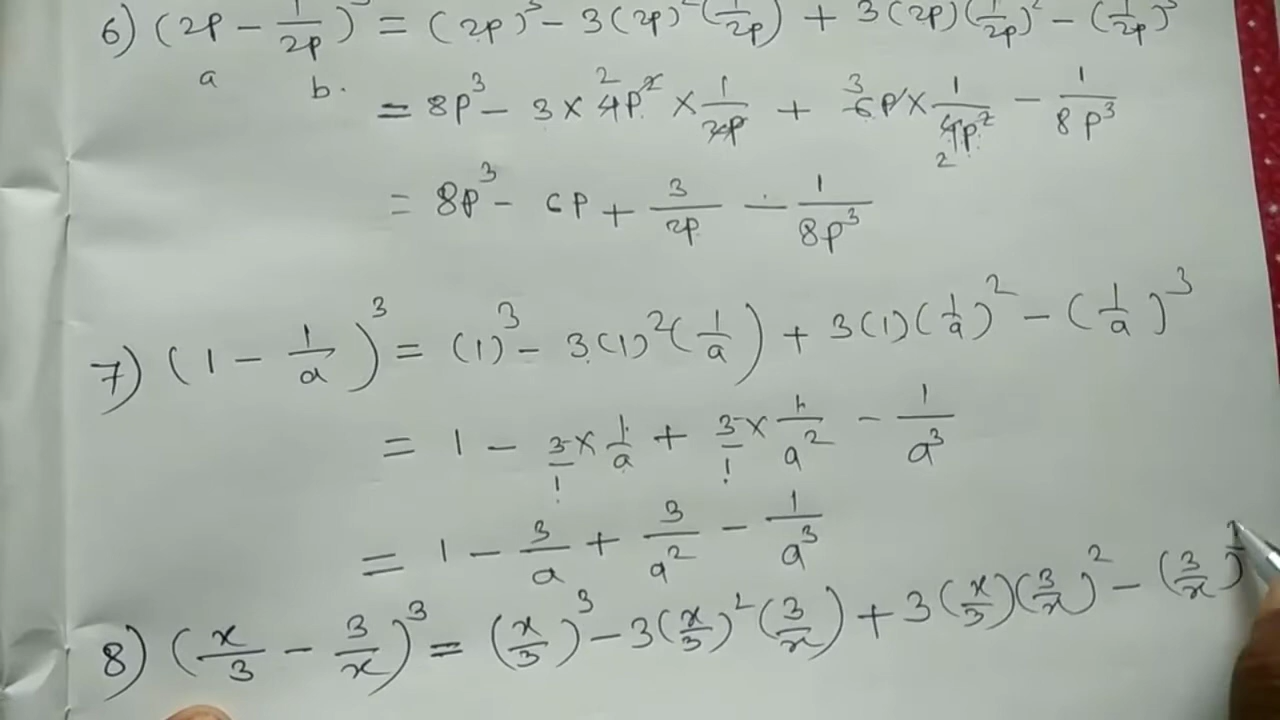 6) (2p - 1/2p)³ = (2p)³ - 3(2p)²(1/2p) + 3(2p)(1/2p)² - (1/2p)³
a b.
= 8p³ - 3 × 4p² × 1/2p + 6p × 1/4p² - 1/8p³
2 3 2
= 8p³ - 6p + 3/2p - 1/8p³
7) (1 - 1/a)³ = (1)³ - 3(1)²(1/a) + 3(1)(1/a)² - (1/a)³
= 1 - 3/1 × 1/a + 3/1 × 1/a² - 1/a³
= 1 - 3/a + 3/a² - 1/a³
8) (x/3 - 3/x)³ = (x/3)³ - 3(x/3)²(3/x) + 3(x/3)(3/x)² - (3/x)